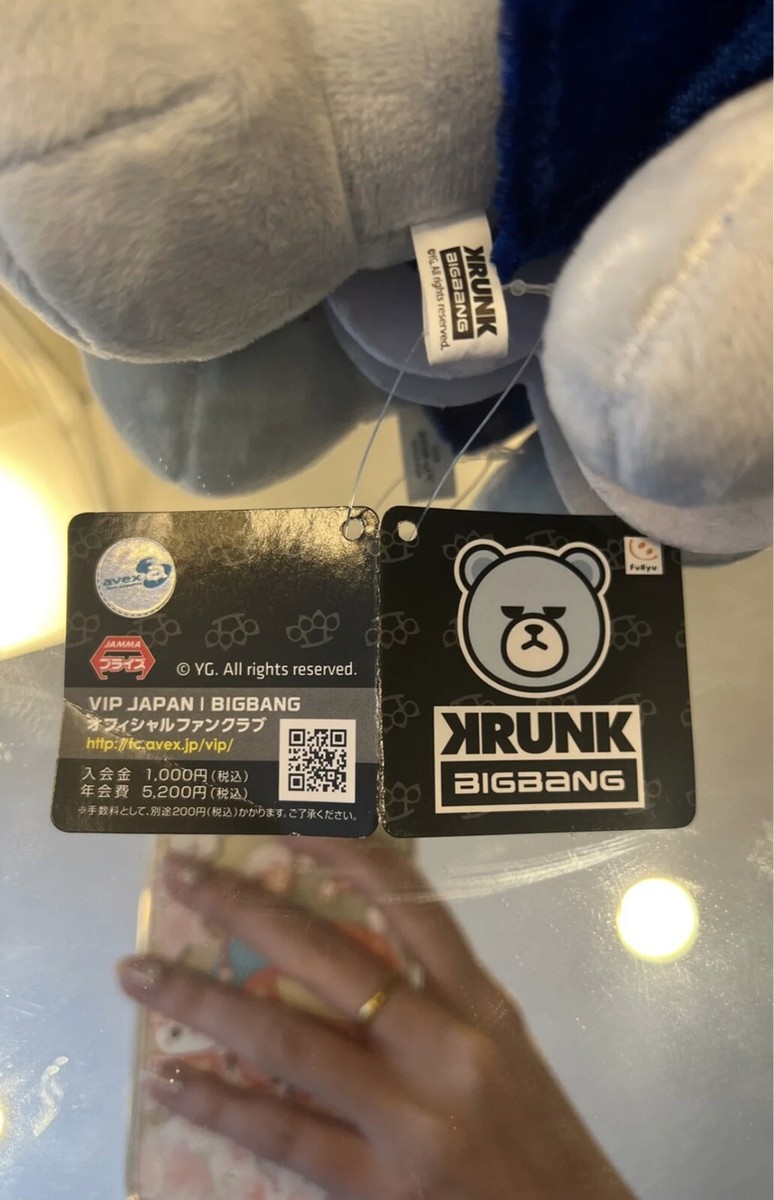 KRUNK
BIGBANG
©YG. All rights reserved.
avex
JAMMA
プライズ
© YG. All rights reserved.
VIP JAPAN | BIGBANG
オフィシャルファンクラブ
http://fc.avex.jp/vip/
入会金 1,000円(税込)
年会費 5,200円(税込)
※手数料として、別途200円(税込)かかります。ご了承ください。
FuRyu
KRUNK
BIGBANG